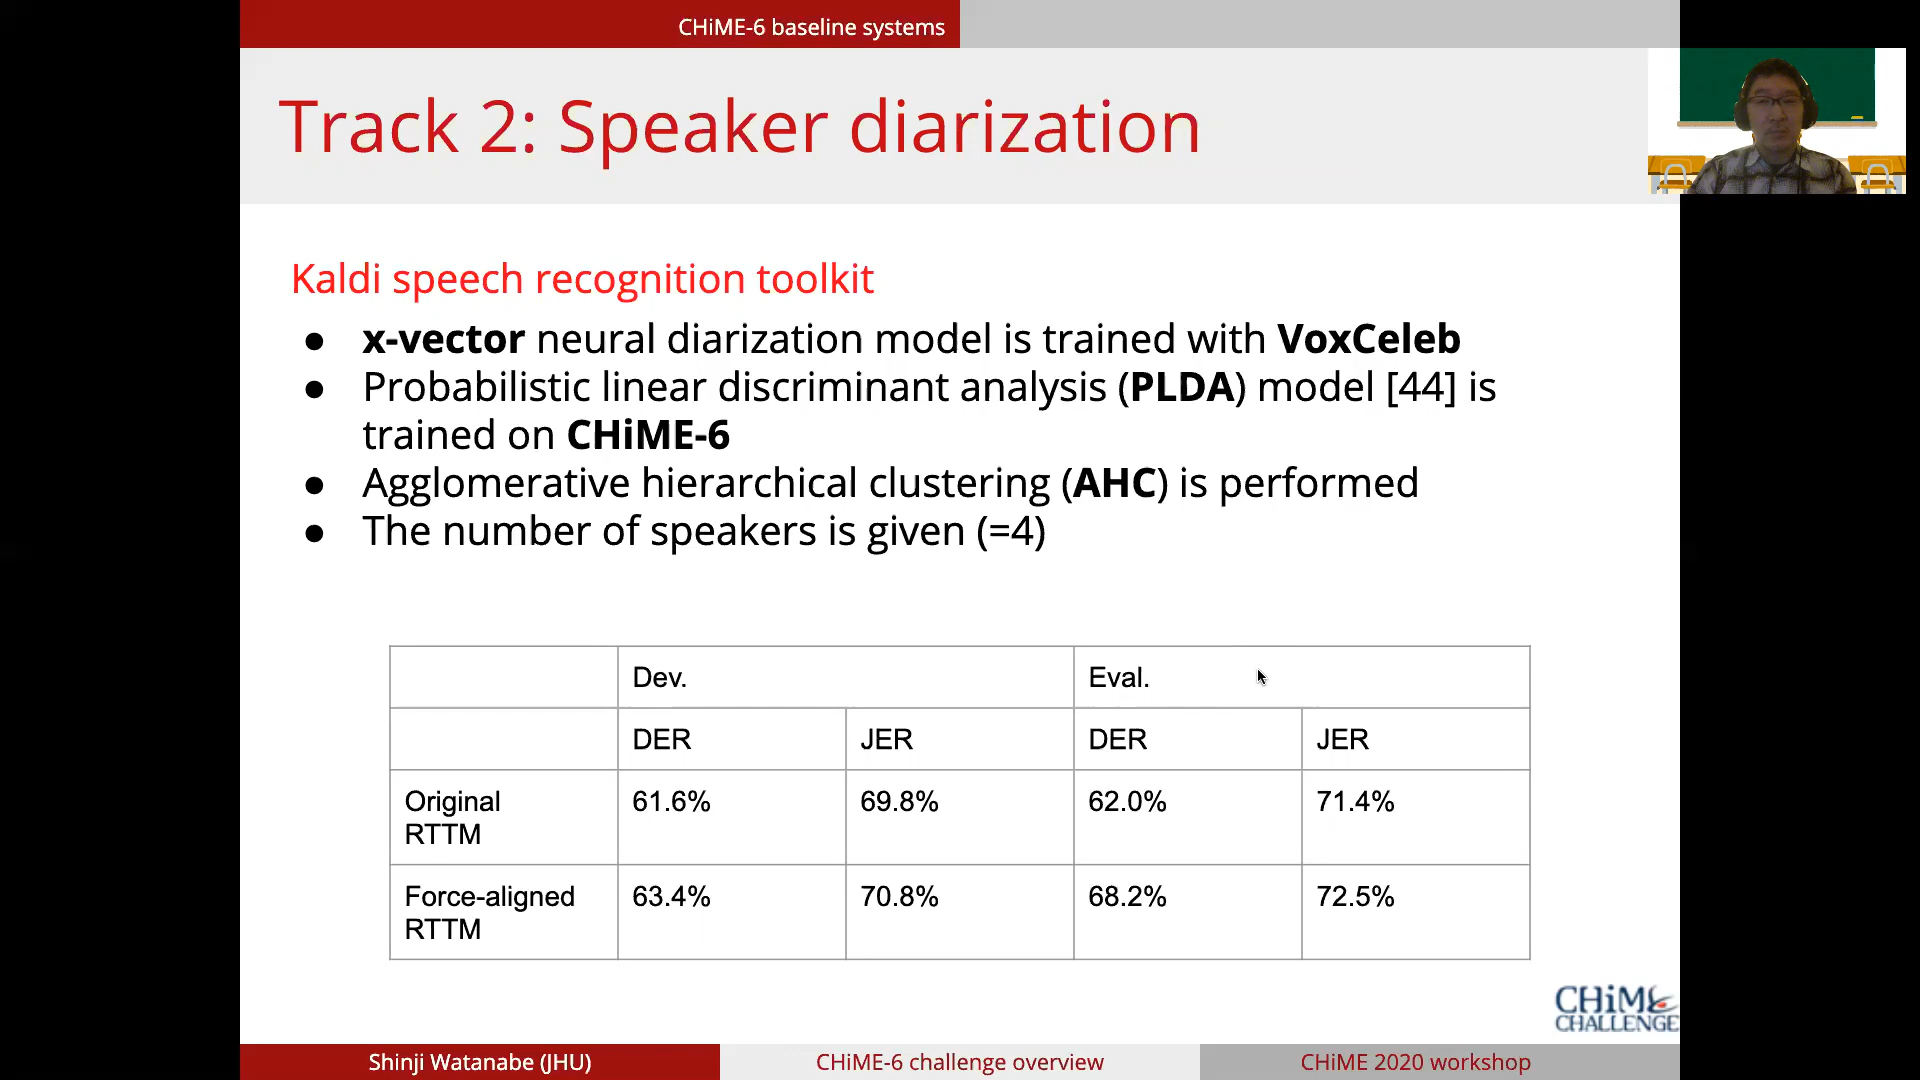 CHiME-6 baseline systems
Track 2: Speaker diarization
Kaldi speech recognition toolkit
● x-vector neural diarization model is trained with VoxCeleb
● Probabilistic linear discriminant analysis (PLDA) model [44] is
trained on CHiME-6
● Agglomerative hierarchical clustering (AHC) is performed
● The number of speakers is given (=4)
Dev. Eval.
DER JER DER JER
Original
RTTM 61.6% 69.8% 62.0% 71.4%
Force-aligned
RTTM 63.4% 70.8% 68.2% 72.5%
CHiME
CHALLENGE
Shinji Watanabe (JHU) CHiME-6 challenge overview CHiME 2020 workshop